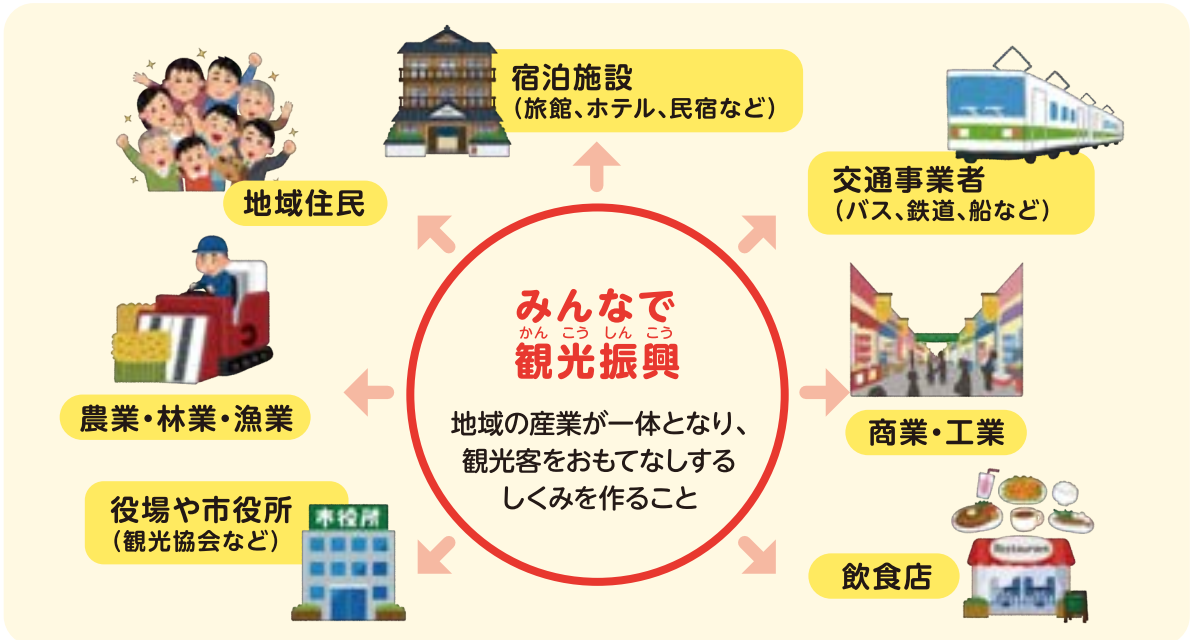 宿泊施設
（旅館、ホテル、民宿など）
地域住民
交通事業者
（バス、鉄道、船など）
みんなで
かん こう しん こう
観光振興
地域の産業が一体となり、
観光客をおもてなしする
しくみを作ること
農業・林業・漁業
商業・工業
役場や市役所
（観光協会など）
市役所
飲食店
Restaurant